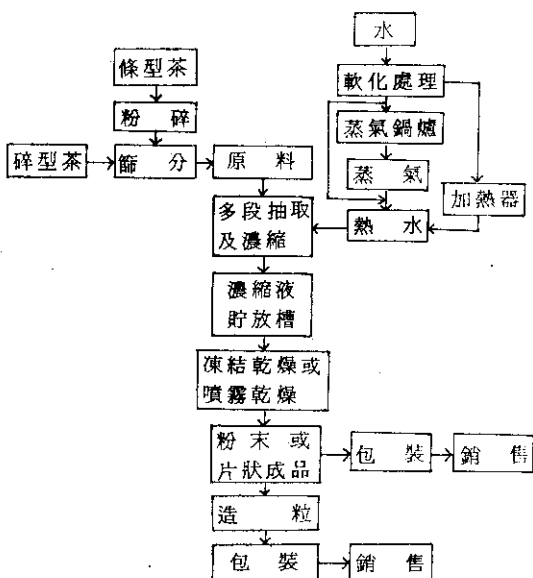 水
條型茶
軟化處理
粉碎
蒸氣鍋爐
碎型茶
篩分
原料
蒸氣
加熱器
多段抽取
及濃縮
熱水
濃縮液
貯放槽
凍結乾燥或
噴霧乾燥
粉末或
片狀成品
包裝
銷售
造粒
包裝
銷售